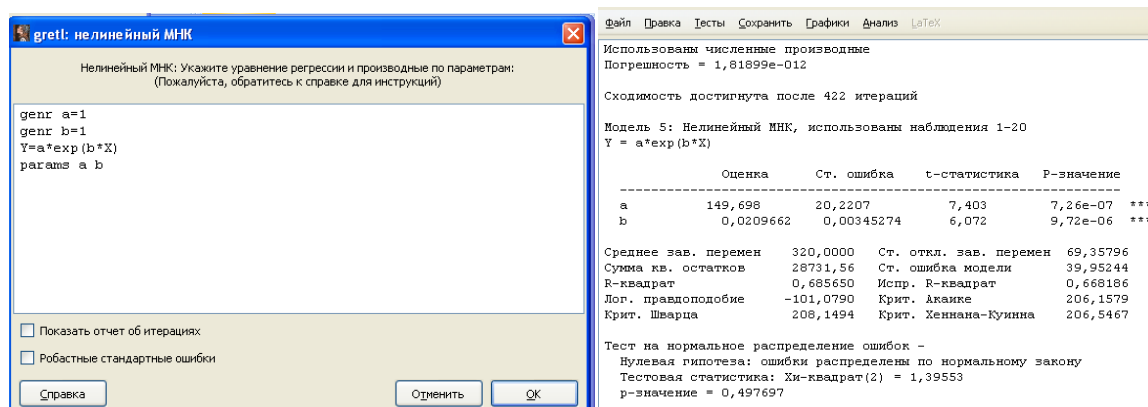 gretl: нелинейный МНК
Нелинейный МНК: Укажите уравнение регрессии и производные по параметрам:
(Пожалуйста, обратитесь к справке для инструкций)
genr a=1
genr b=1
Y=a*exp(b*X)
params a b
Показать отчет об итерациях
Робастные стандартные ошибки
Справка Отменить OK
Файл Правка Тесты Сохранить Графики Анализ LaTeX
Использованы численные производные
Погрешность = 1,81899e-012
Сходимость достигнута после 422 итераций
Модель 5: Нелинейный МНК, использованы наблюдения 1-20
Y = a*exp(b*X)
Оценка Ст. ошибка t-статистика P-значение
-----------------------------------------------------------------
a 149,698 20,2207 7,403 7,26e-07 ***
b 0,0209662 0,00345274 6,072 9,72e-06 ***
Среднее зав. перемен 320,0000 Ст. откл. зав. перемен 69,35796
Сумма кв. остатков 28731,56 Ст. ошибка модели 39,95244
R-квадрат 0,685650 Испр. R-квадрат 0,668186
Лог. правдоподобие -101,0790 Крит. Акаике 206,1579
Крит. Шварца 208,1494 Крит. Хеннана-Куинна 206,5467
Тест на нормальное распределение ошибок -
Нулевая гипотеза: ошибки распределены по нормальному закону
Тестовая статистика: Хи-квадрат(2) = 1,39553
р-значение = 0,497697